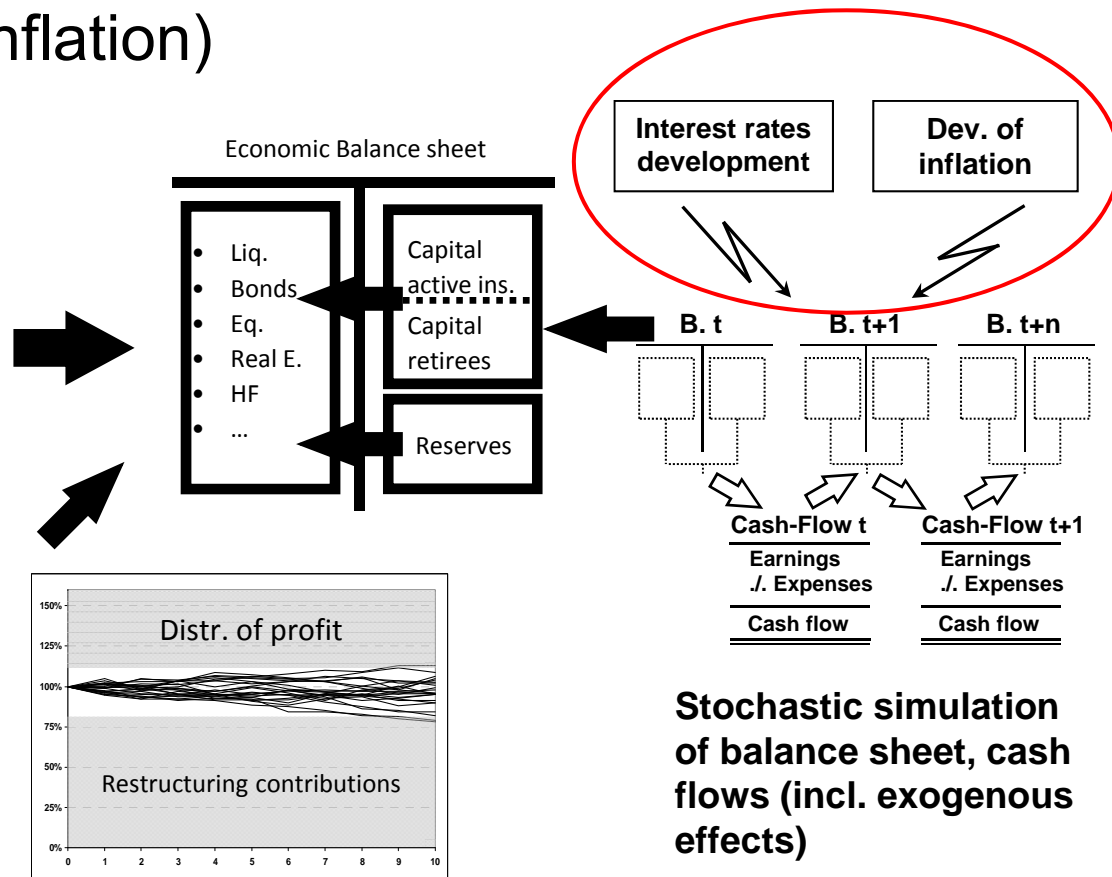 nflation)
Economic Balance sheet
• Liq.
• Bonds
• Eq.
• Real E.
• HF
• ...
Capital
active ins.
Capital
retirees
Reserves
Interest rates
development
Dev. of
inflation
B. t
B. t+1
B. t+n
Cash-Flow t
Earnings
./. Expenses
Cash flow
Cash-Flow t+1
Earnings
./. Expenses
Cash flow
150%
125%
100%
75%
50%
25%
0%
Distr. of profit
Restructuring contributions
0 1 2 3 4 5 6 7 8 9 10
Stochastic simulation
of balance sheet, cash
flows (incl. exogenous
effects)